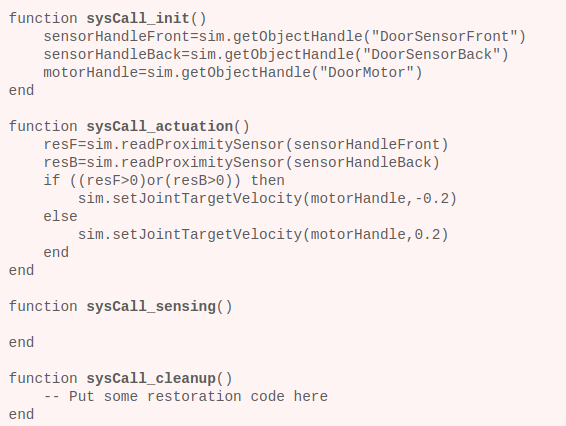 function sysCall_init()
    sensorHandleFront=sim.getObjectHandle("DoorSensorFront")
    sensorHandleBack=sim.getObjectHandle("DoorSensorBack")
    motorHandle=sim.getObjectHandle("DoorMotor")
end

function sysCall_actuation()
    resF=sim.readProximitySensor(sensorHandleFront)
    resB=sim.readProximitySensor(sensorHandleBack)
    if ((resF>0)or(resB>0)) then
        sim.setJointTargetVelocity(motorHandle,-0.2)
    else
        sim.setJointTargetVelocity(motorHandle,0.2)
    end
end

function sysCall_sensing()

end

function sysCall_cleanup()
    -- Put some restoration code here
end